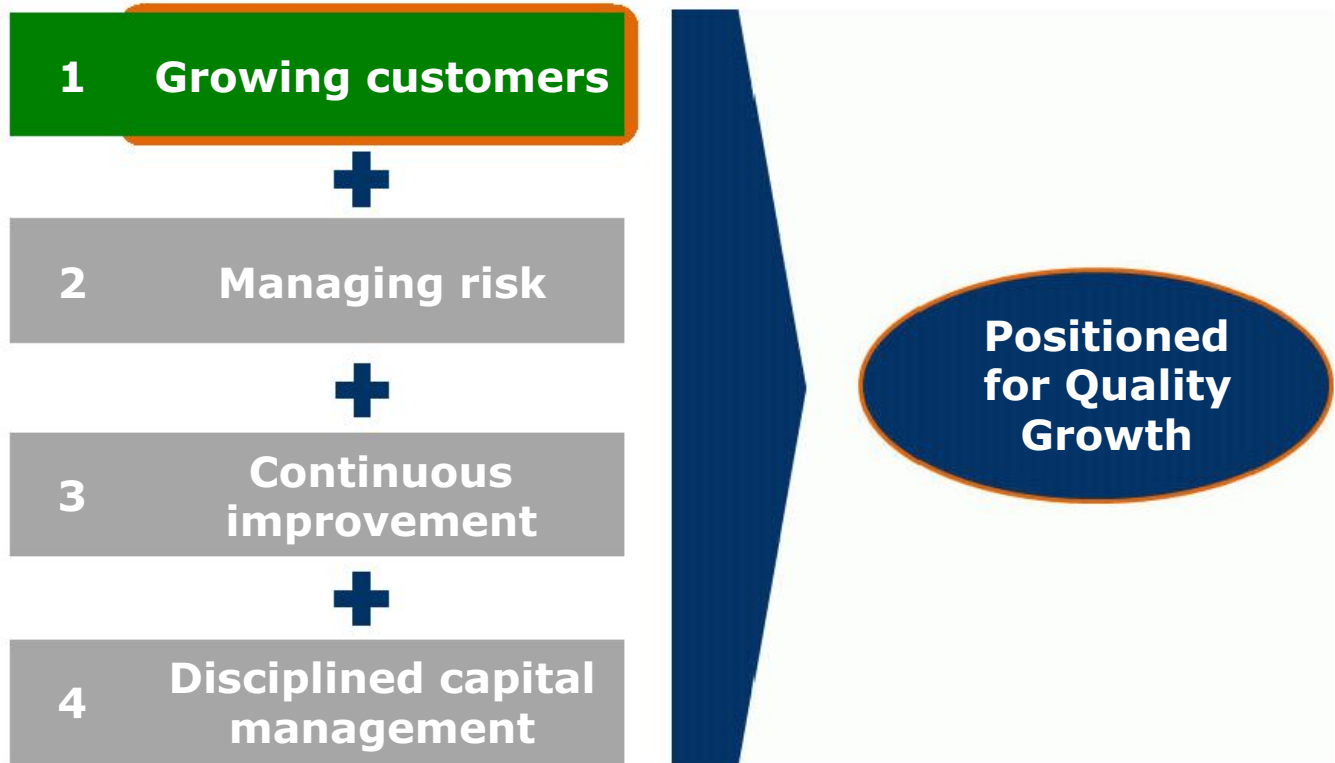 1 Growing customers
2 Managing risk
3 Continuous
improvement
4 Disciplined capital
management
Positioned
for Quality
Growth